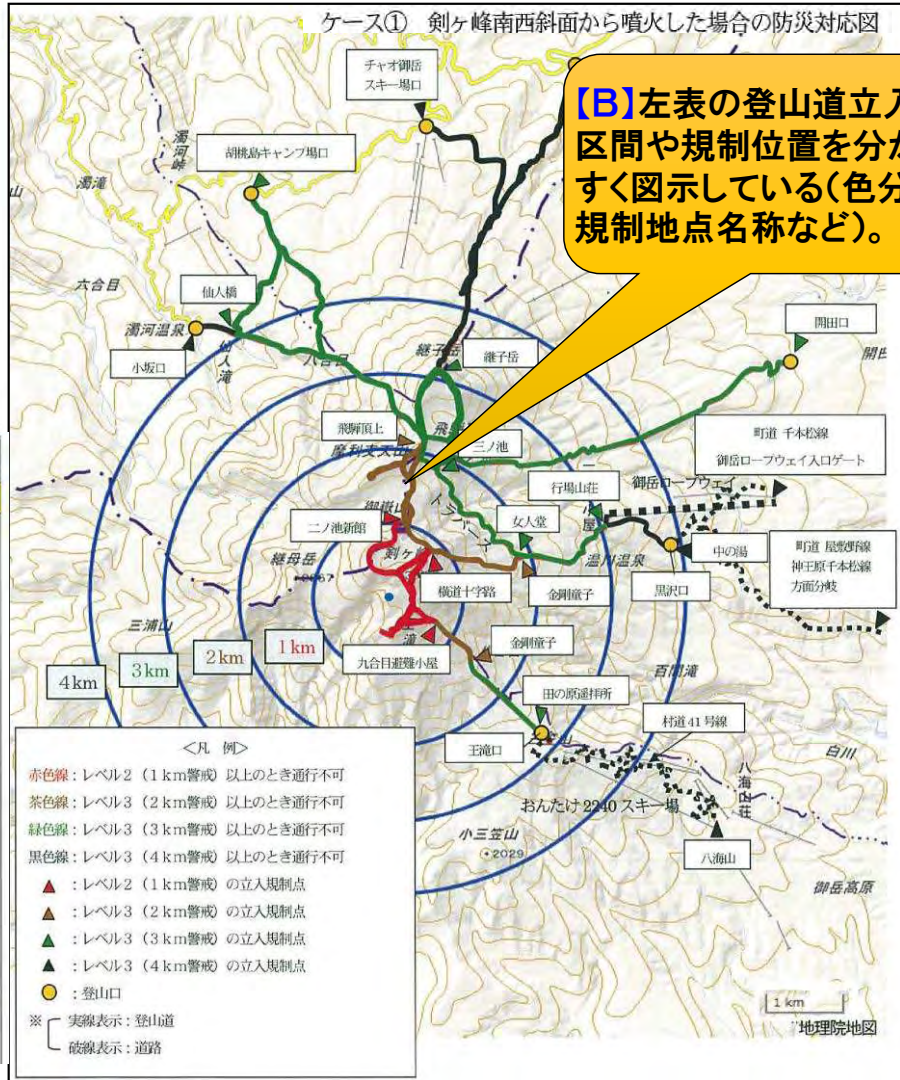 ケース① 剣ヶ峰南西斜面から噴火した場合の防災対応図
チャオ御岳
スキー場口
【B】左表の登山道立入
区間や規制位置を分か
すく図示している(色分
規制地点名称など)。
濁河峠
濁滝
山
胡桃島キャンプ場口
六合目
仙人橋
濁河温泉
小坂口
仙人滝
八合目
継子岳
継子岳
開田口
開田
飛騨頂上
摩利支天山
三ノ池
町道 千本松線
御岳ロープウェイ入口ゲート
行場山荘
御岳ロープウェイ
小屋
女人堂
二ノ池新館
御嶽山
剣ヶ
継母岳
2867
トラバース
湯川温泉
中の湯
町道 屋敷野線
神王原千本松線
方面分岐
横道十字路
金剛童子
黒沢口
三浦山
王滝
九合目避難小屋
金剛童子
百間滝
4km
3km
2km
1km
田の原遥拝所
王滝口
村道41号線
白川
八海山荘
おんたけ2240スキー場
小三笠山
2029
八海山
御岳高原
<凡 例>
赤色線:レベル2(1km警戒)以上のとき通行不可
茶色線:レベル3(2km警戒)以上のとき通行不可
緑色線:レベル3(3km警戒)以上のとき通行不可
黒色線:レベル3(4km警戒)以上のとき通行不可
▲ :レベル2(1km警戒)の立入規制点
▲ :レベル3(2km警戒)の立入規制点
▲ :レベル3(3km警戒)の立入規制点
▲ :レベル3(4km警戒)の立入規制点
:登山口
※ 実線表示:登山道
破線表示:道路
1 km
地理院地図